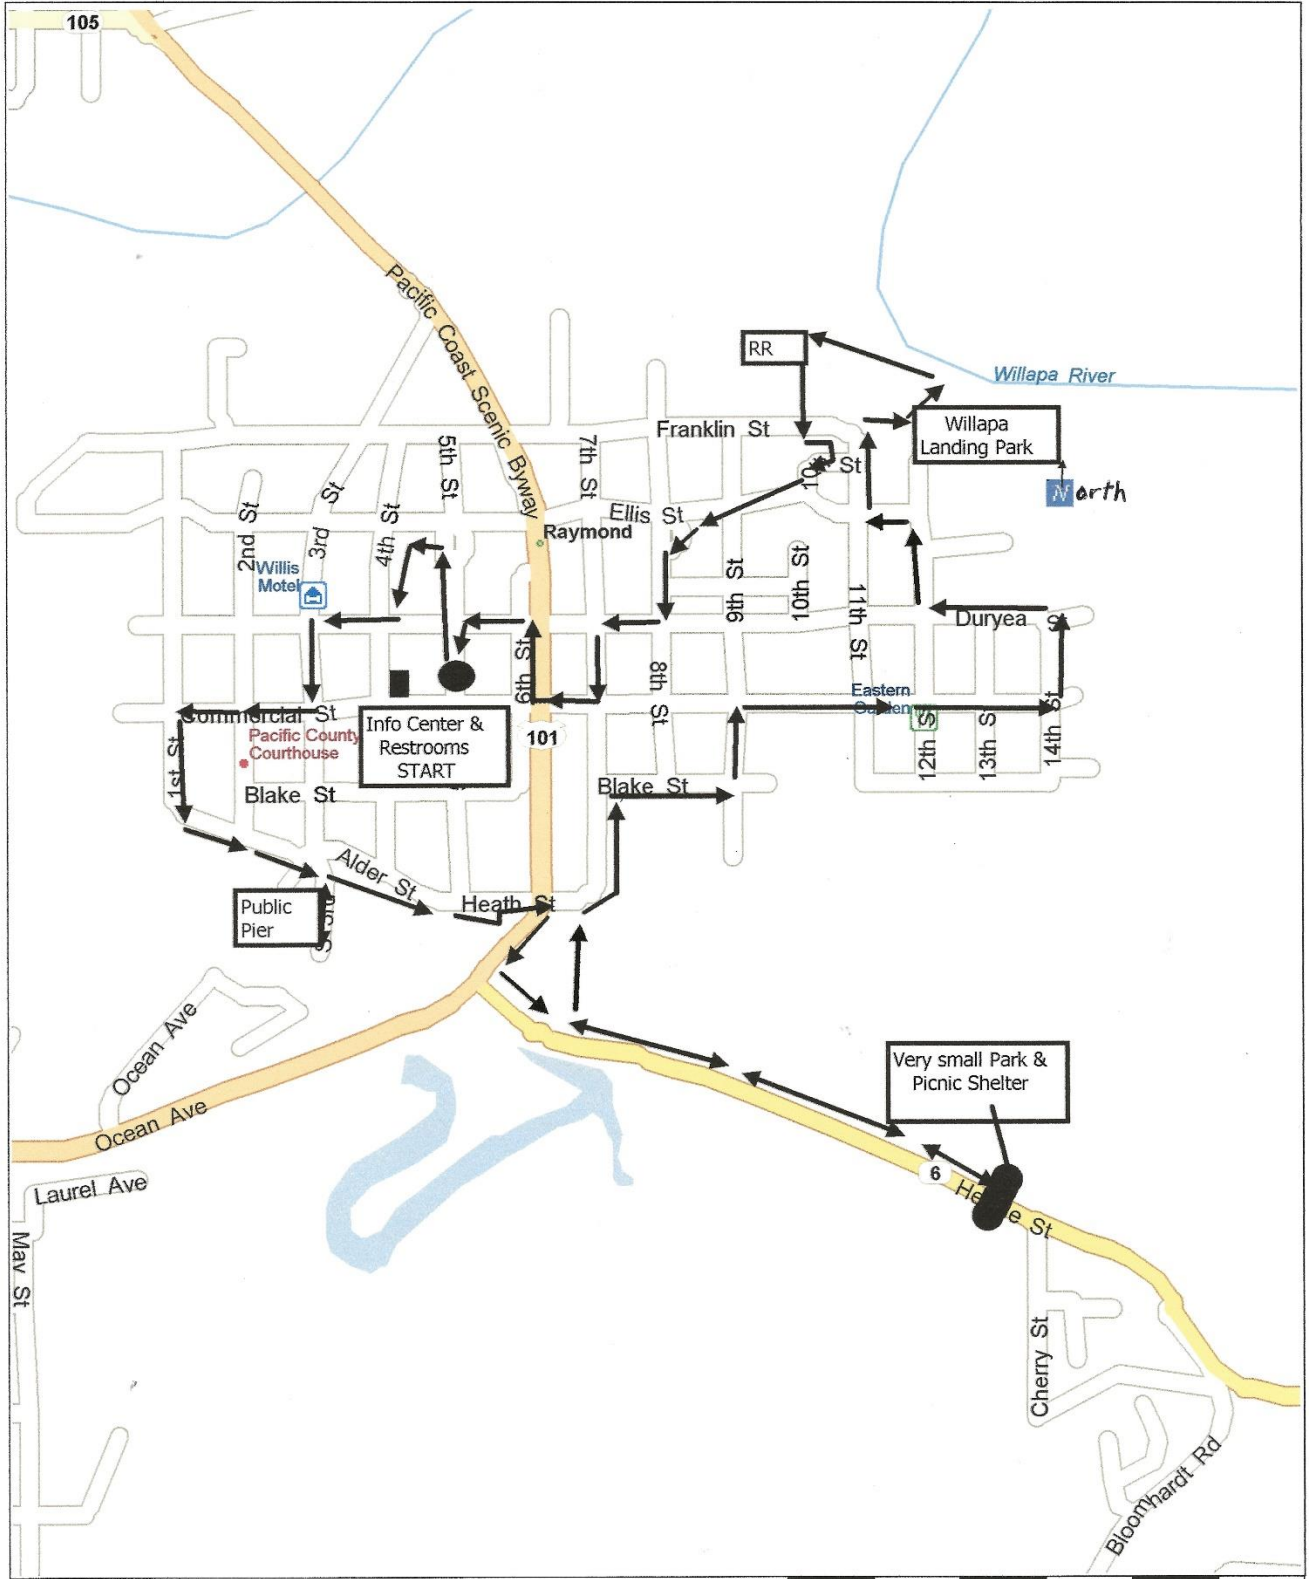 105
Pacific Coast Scenic Byway
RR
Willapa River
Willapa
Landing Park
North
Franklin St
5th St
7th St
St
Ellis St
Raymond
2nd St
3rd St
4th St
Willis
Motel
9th St
10th St
11th St
Duryea St
6th St
8th St
Eastern
Garden
Commercial St
Pacific County
Courthouse
1st St
Info Center &
Restrooms
START
101
12th St
13th St
14th St
Blake St
Blake St
Alder St
Heath St
Public
Pier
Ocean Ave
Ocean Ave
Very small Park &
Picnic Shelter
6
Laurel Ave
May St
Cherry St
Bloomhardt Rd